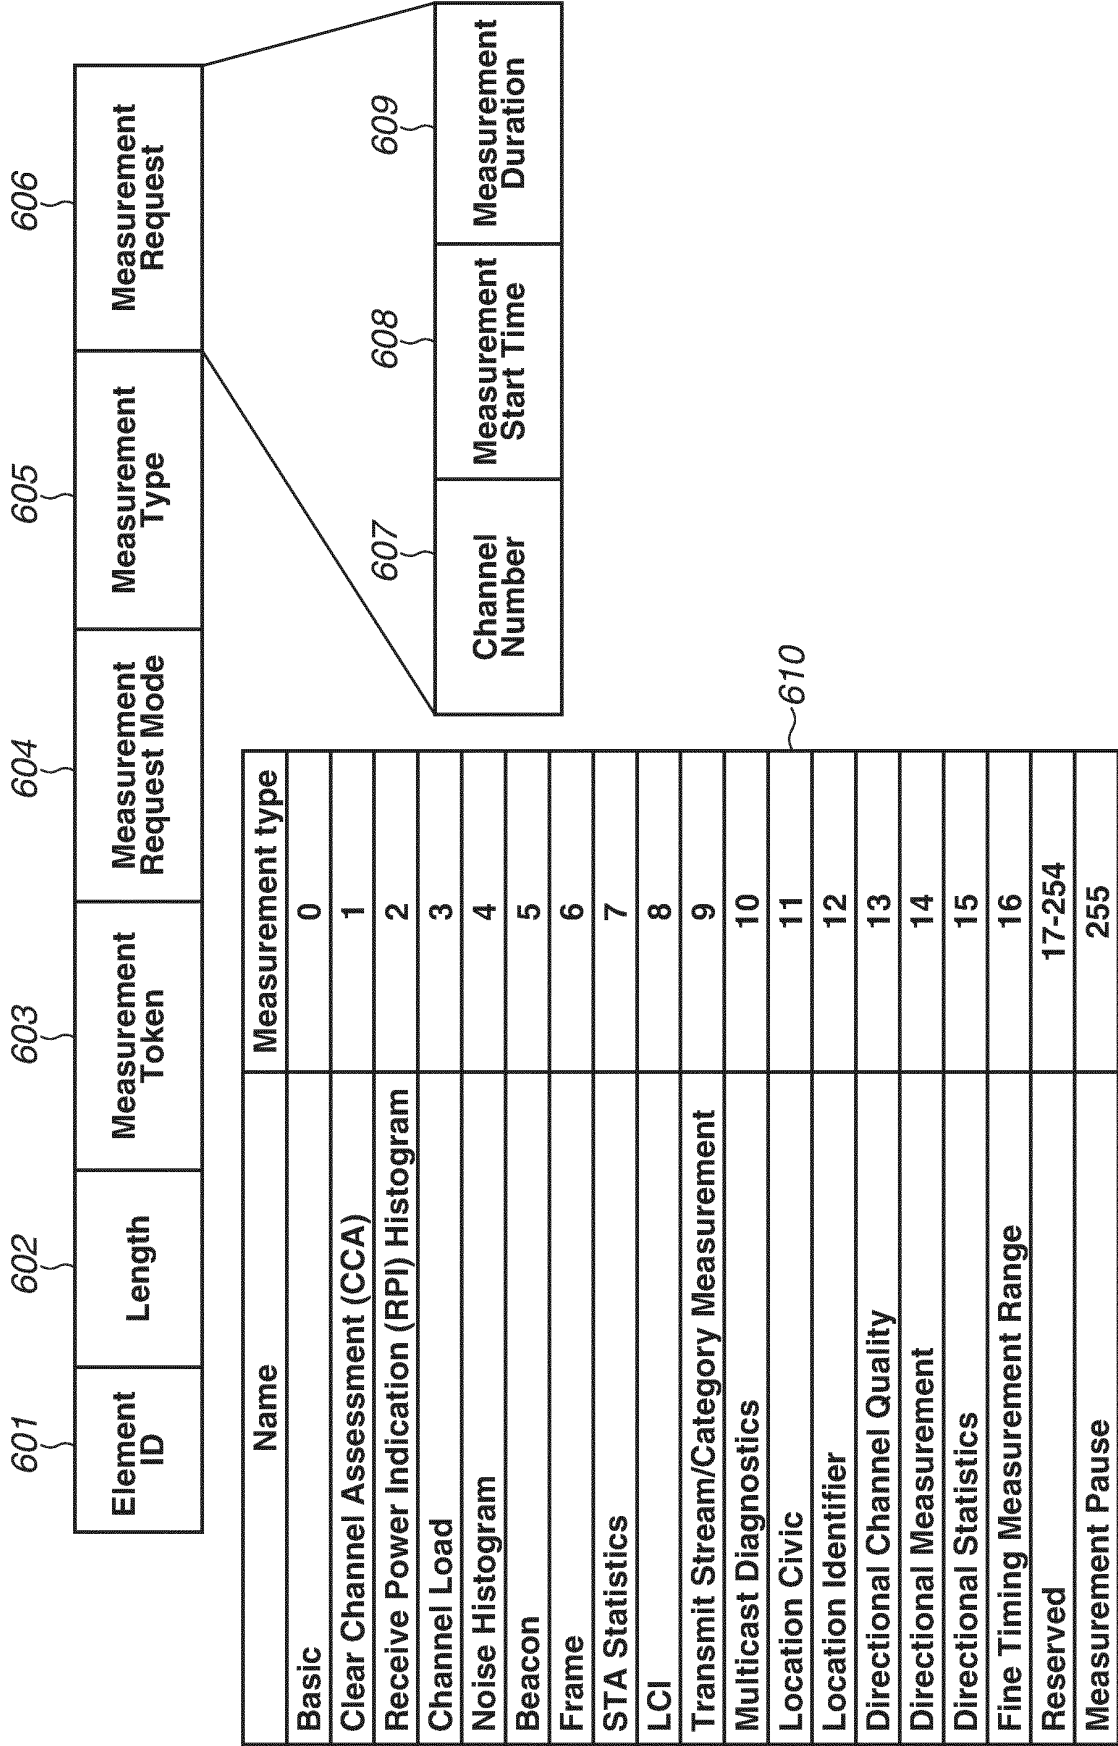 601
602
603
604
605
606
Element
ID
Length
Measurement
Token
Measurement
Request Mode
Measurement
Type
Measurement
Request
607
608
609
Channel
Number
Measurement
Start Time
Measurement
Duration
610
Name Measurement type
Basic 0
Clear Channel Assessment (CCA) 1
Receive Power Indication (RPI) Histogram 2
Channel Load 3
Noise Histogram 4
Beacon 5
Frame 6
STA Statistics 7
LCI 8
Transmit Stream/Category Measurement 9
Multicast Diagnostics 10
Location Civic 11
Location Identifier 12
Directional Channel Quality 13
Directional Measurement 14
Directional Statistics 15
Fine Timing Measurement Range 16
Reserved 17-254
Measurement Pause 255